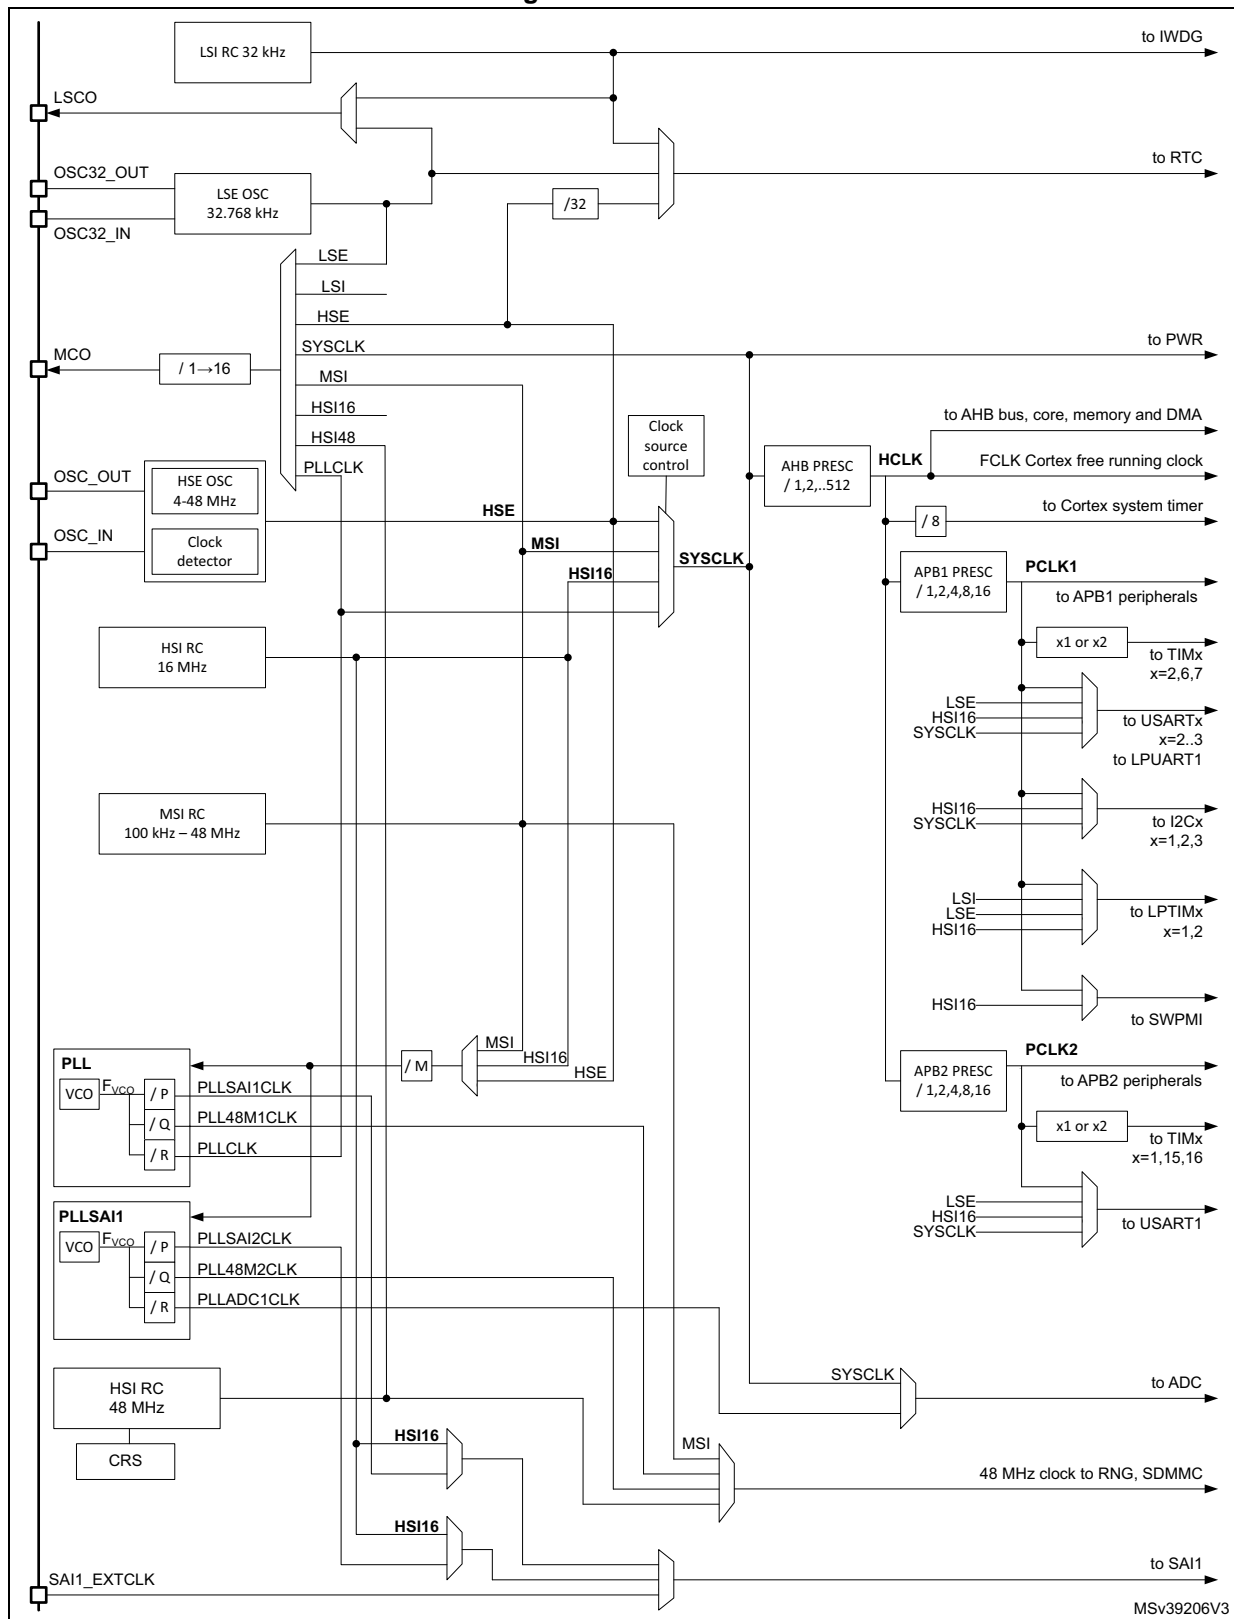 LSI RC 32 kHz
to IWDG
LSCO
to RTC
OSC32_OUT
LSE OSC
32.768 kHz
/32
OSC32_IN
LSE
LSI
HSE
SYSCLK
to PWR
MCO
/ 1→16
MSI
HSI16
HSI48
PLLCLK
Clock
source
control
to AHB bus, core, memory and DMA
AHB PRESC
/ 1,2,..512
HCLK
FCLK Cortex free running clock
OSC_OUT
HSE OSC
4-48 MHz
HSE
/ 8
to Cortex system timer
OSC_IN
Clock
detector
MSI
HSI16
SYSCLK
APB1 PRESC
/ 1,2,4,8,16
PCLK1
to APB1 peripherals
HSI RC
16 MHz
x1 or x2
to TIMx
x=2,6,7
LSE
HSI16
SYSCLK
to USARTx
x=2..3
to LPUART1
MSI RC
100 kHz – 48 MHz
HSI16
SYSCLK
to I2Cx
x=1,2,3
LSI
LSE
HSI16
to LPTIMx
x=1,2
HSI16
to SWPMI
MSI
HSI16
HSE
/ M
PLL
VCO
FVCO
/ P
PLLSAI1CLK
/ Q
PLL48M1CLK
/ R
PLLCLK
APB2 PRESC
/ 1,2,4,8,16
PCLK2
to APB2 peripherals
x1 or x2
to TIMx
x=1,15,16
LSE
HSI16
SYSCLK
to USART1
PLLSAI1
VCO
FVCO
/ P
PLLSAI2CLK
/ Q
PLL48M2CLK
/ R
PLLADC1CLK
SYSCLK
to ADC
HSI RC
48 MHz
CRS
HSI16
MSI
48 MHz clock to RNG, SDMMC
HSI16
to SAI1
SAI1_EXTCLK
MSv39206V3